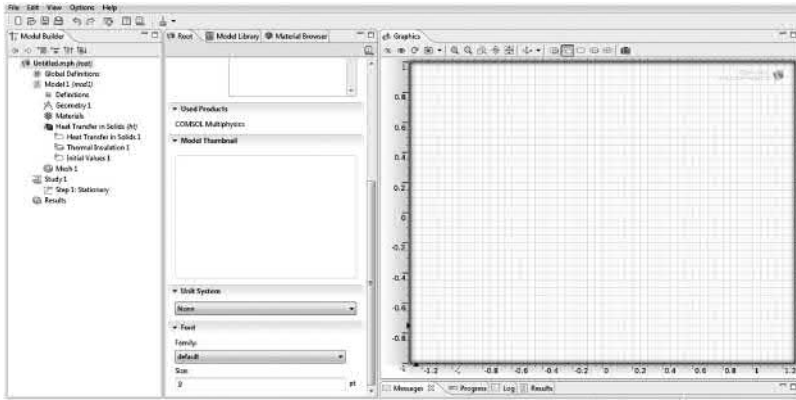 File Edit View Options Help
Model Builder
Untitled.mph (root)
Global Definitions
Model 1 (mod1)
Definitions
Geometry 1
Materials
Heat Transfer in Solids (ht)
Heat Transfer in Solids 1
Thermal Insulation 1
Initial Values 1
Mesh 1
Study 1
Step 1: Stationary
Results
Root Model Library Material Browser
Used Products
COMSOL Multiphysics
Model Thumbnail
Unit System
None
Font
Family:
default
Size
9 pt
Graphics
1
0.8
0.6
0.4
0.2
0
-0.2
-0.4
-0.6
-0.8
-1
-1.2 -1 -0.8 -0.6 -0.4 -0.2 0 0.2 0.4 0.6 0.8 1 1.2
Messages Progress Log Results